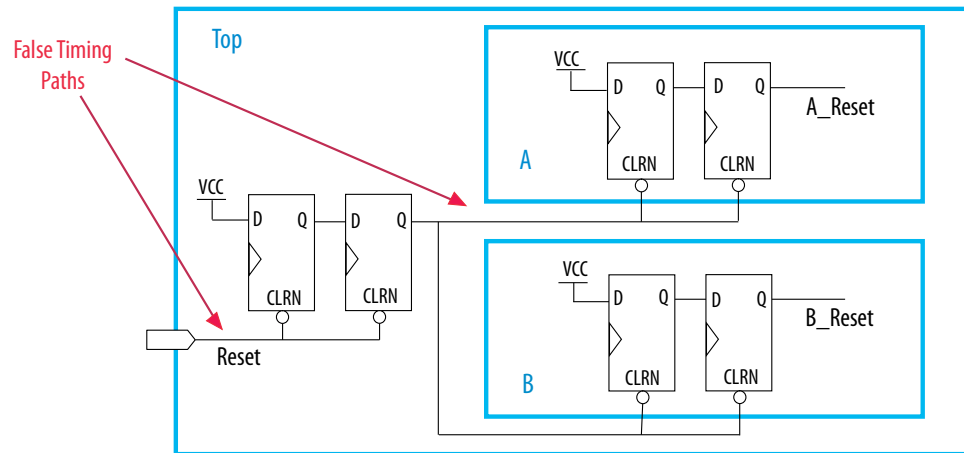 False Timing
Paths
Top
VCC
D Q
D Q
CLRN
CLRN
A_Reset
A
VCC
D Q
D Q
CLRN
CLRN
Reset
VCC
D Q
D Q
CLRN
CLRN
B_Reset
B